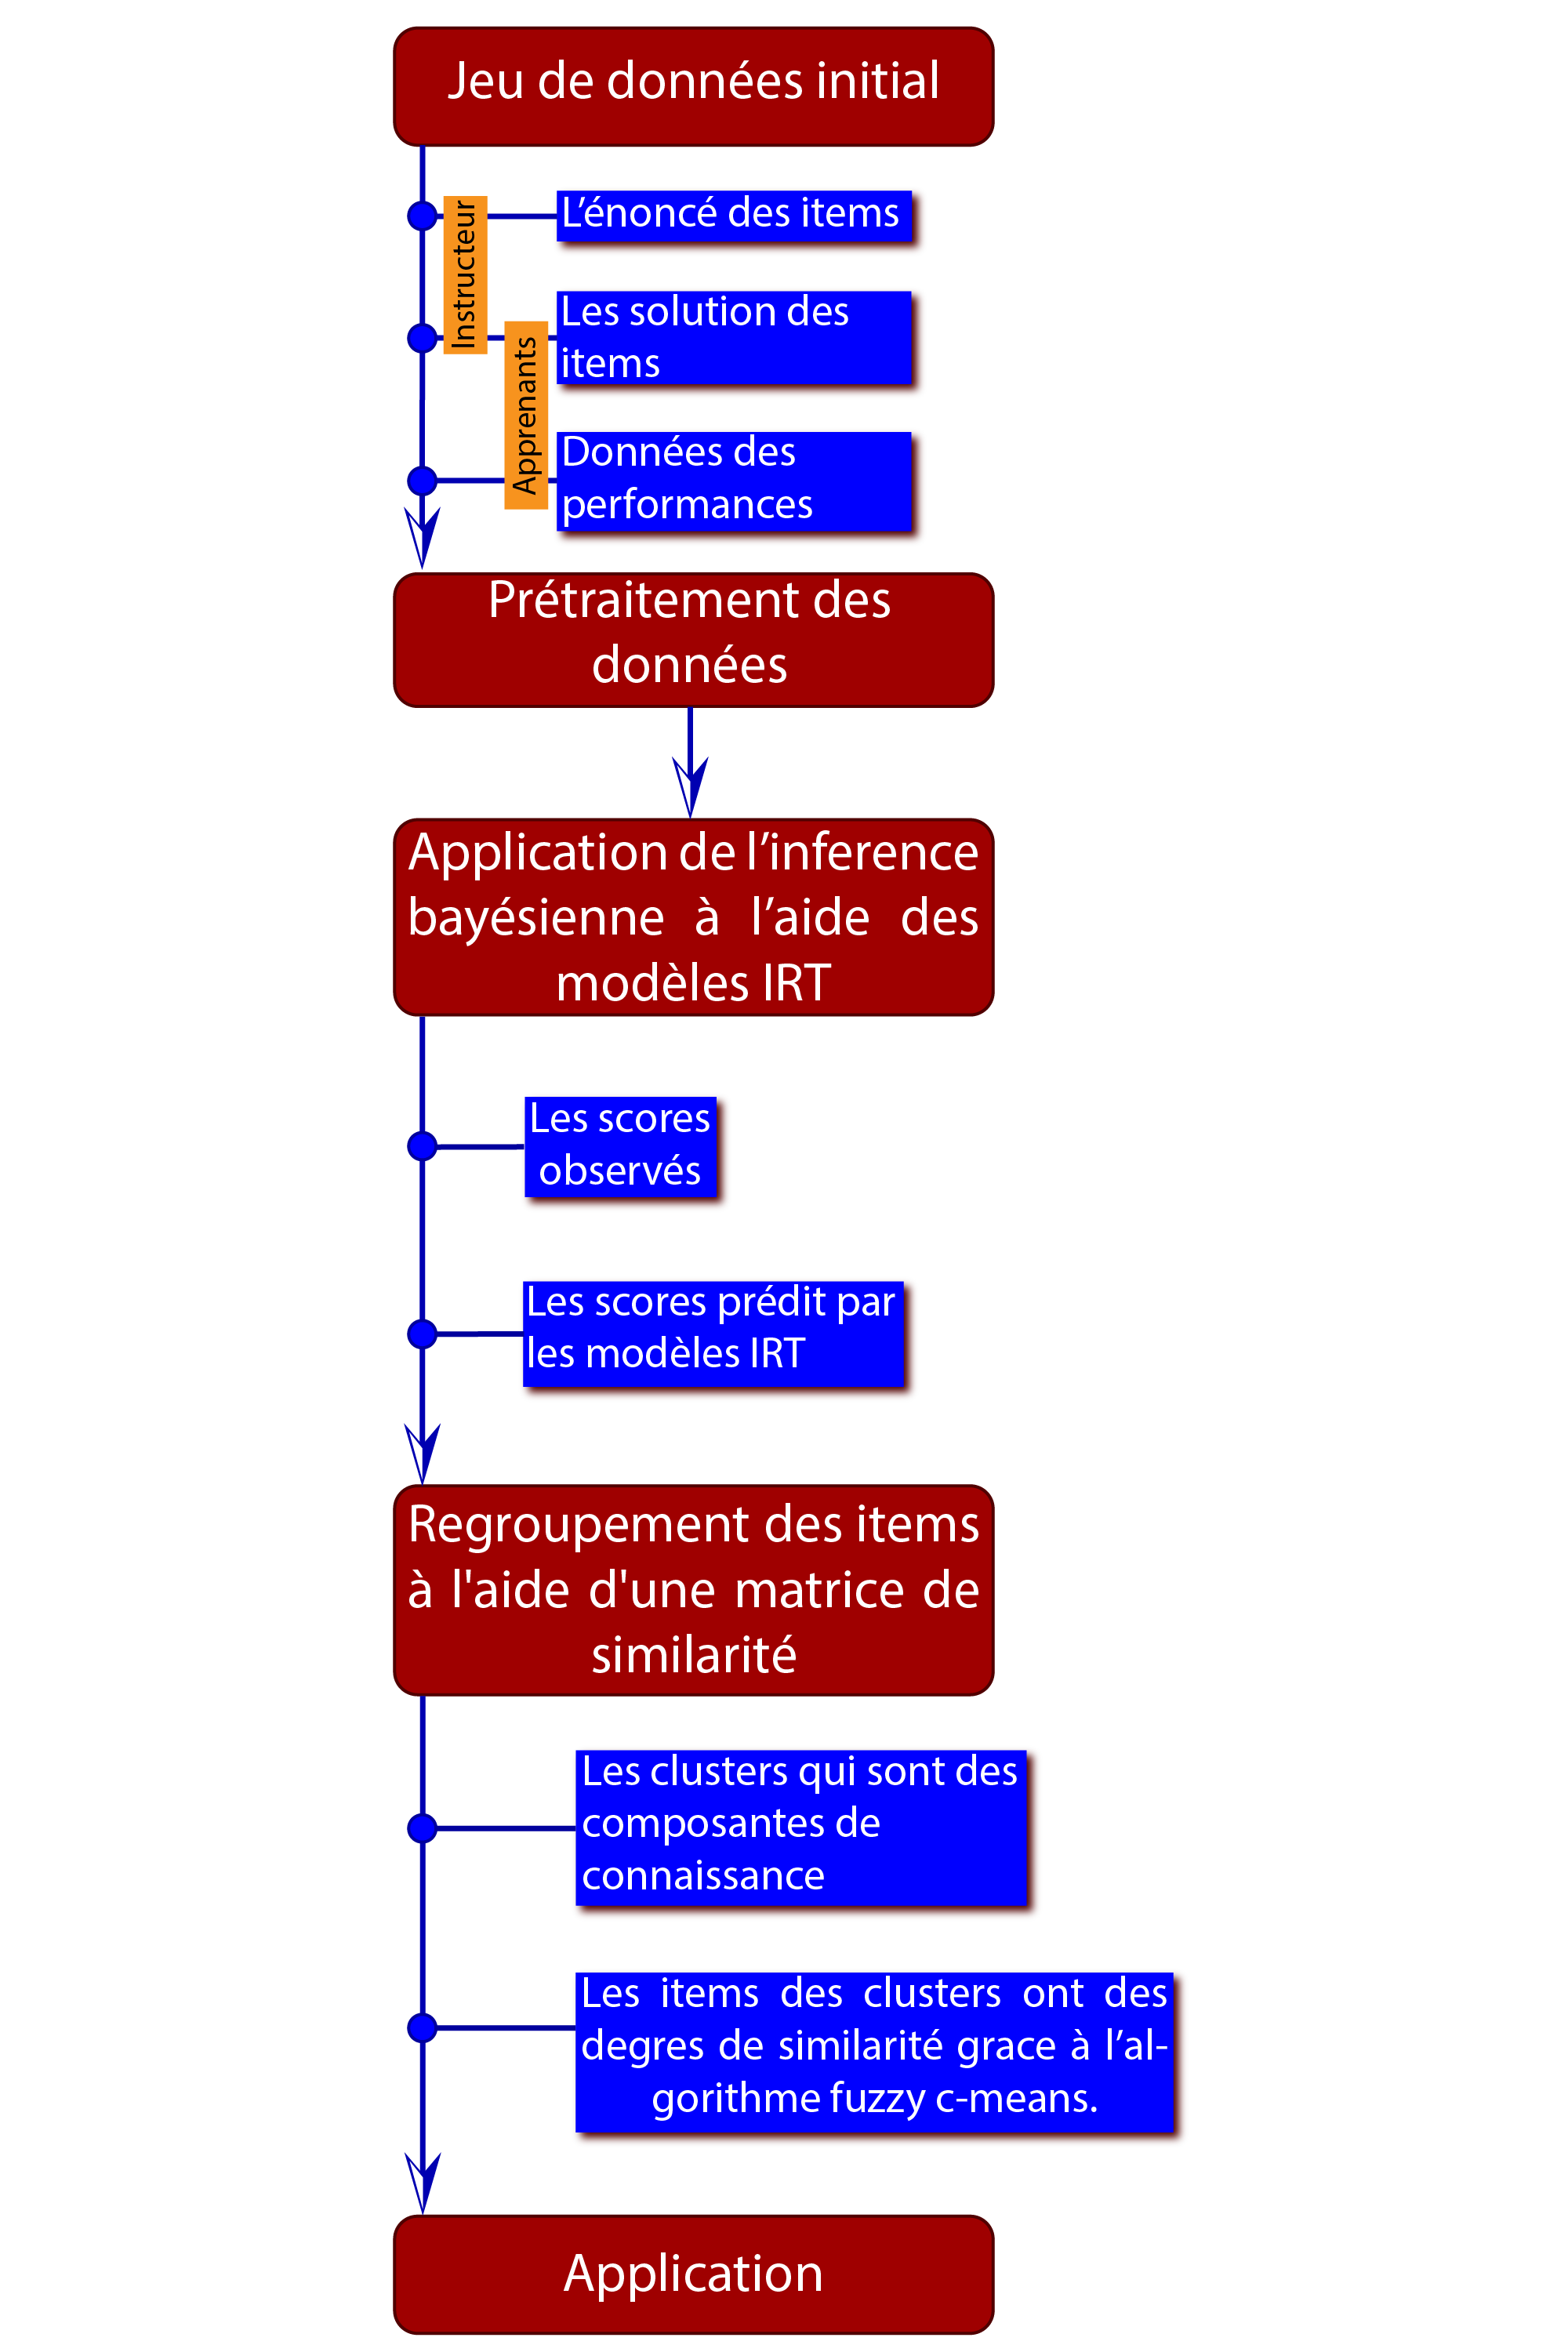 Jeu de données initial
Instructeur
L’énoncé des items
Les solution des
items
Apprenants
Données des
performances
Prétraitement des
données
Application de l’inference
bayésienne à l’aide des
modèles IRT
Les scores
observés
Les scores prédit par
les modèles IRT
Regroupement des items
à l'aide d'une matrice de
similarité
Les clusters qui sont des
composantes de
connaissance
Les items des clusters ont des
degres de similarité grace à l’al-
gorithme fuzzy c-means.
Application